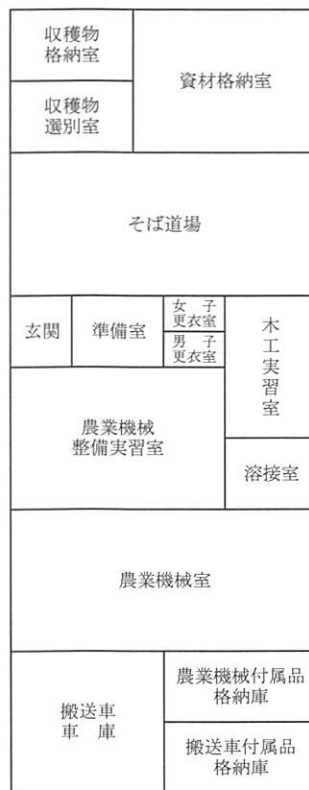 収穫物
格納室
資材格納室
収穫物
選別室
そば道場
玄関
準備室
女子
更衣室
男子
更衣室
木工実習室
農業機械
整備実習室
溶接室
農業機械室
搬送車
車庫
農業機械付属品
格納庫
搬送車付属品
格納庫